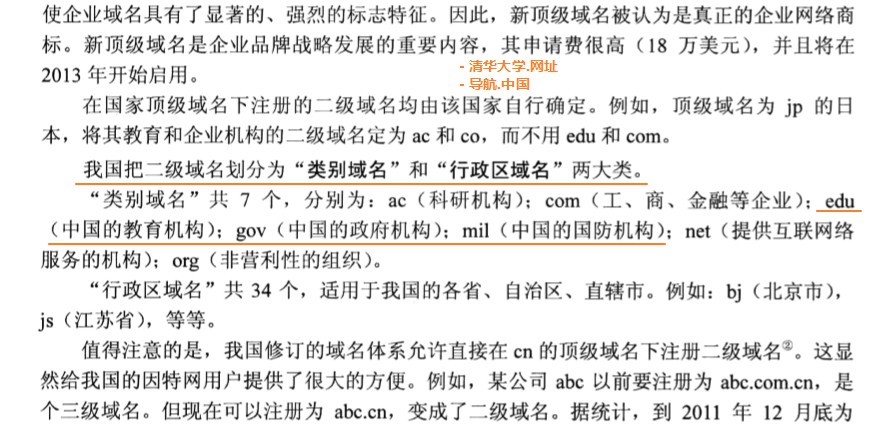 使企业域名具有了显著的、强烈的标志特征。因此，新顶级域名被认为是真正的企业网络商
标。新顶级域名是企业品牌战略发展的重要内容，其申请费很高（18 万美元），并且将在
2013 年开始启用。
- 清华大学.网址
- 导航.中国
在国家顶级域名下注册的二级域名均由该国家自行确定。例如，顶级域名为 jp 的日
本，将其教育和企业机构的二级域名定为 ac 和 co，而不用 edu 和 com。
我国把二级域名划分为“类别域名”和“行政区域名”两大类。
“类别域名”共 7 个，分别为：ac（科研机构）；com（工、商、金融等企业）；edu
（中国的教育机构）；gov（中国的政府机构）；mil（中国的国防机构）；net（提供互联网络
服务的机构）；org（非营利性的组织）。
“行政区域名”共 34 个，适用于我国的各省、自治区、直辖市。例如：bj（北京市），
js（江苏省），等等。
值得注意的是，我国修订的域名体系允许直接在 cn 的顶级域名下注册二级域名②。这显
然给我国的因特网用户提供了很大的方便。例如，某公司 abc 以前要注册为 abc.com.cn，是
个三级域名。但现在可以注册为 abc.cn，变成了二级域名。据统计，到 2011 年 12 月底为